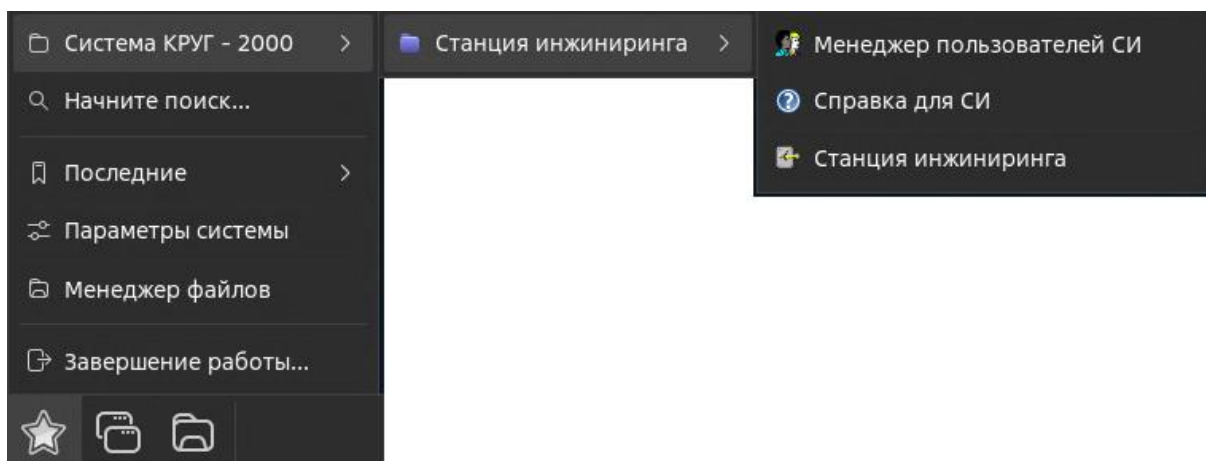 Система КРУГ - 2000
Начните поиск...
Последние
Параметры системы
Менеджер файлов
Завершение работы...
Станция инжиниринга
Менеджер пользователей СИ
Справка для СИ
Станция инжиниринга